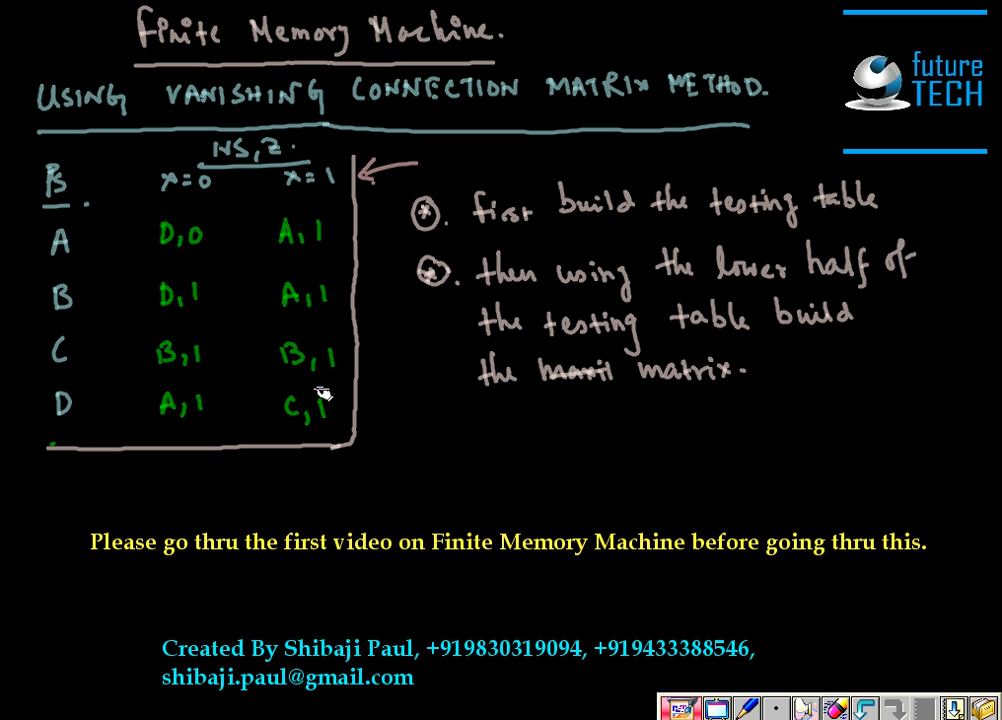 Finite Memory Machine.
USING VANISHING CONNECTION MATRIX METHOD.
future
TECH
NS, Z.
PS. x=0 x=1
A D,0 A,1
B D,1 A,1
C B,1 B,1
D A,1 C,1
*. first build the testing table
*. then using the lower half of
the testing table build
the matrix.
Please go thru the first video on Finite Memory Machine before going thru this.
Created By Shibaji Paul, +919830319094, +919433388546,
shibaji.paul@gmail.com